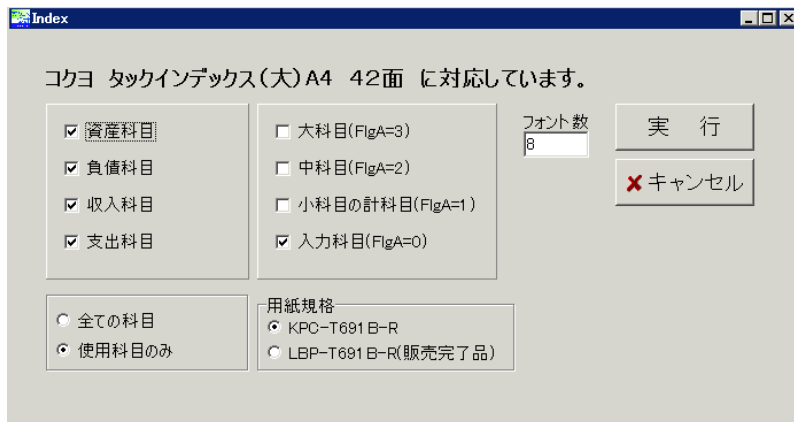 Index
コクヨ タックインデックス(大)A4 42面 に対応しています。
資産科目
負債科目
収入科目
支出科目
大科目(FlgA=3)
中科目(FlgA=2)
小科目の計科目(FlgA=1)
入力科目(FlgA=0)
フォント数
8
実 行
キャンセル
全ての科目
使用科目のみ
用紙規格
KPC-T691B-R
LBP-T691B-R(販売完了品)